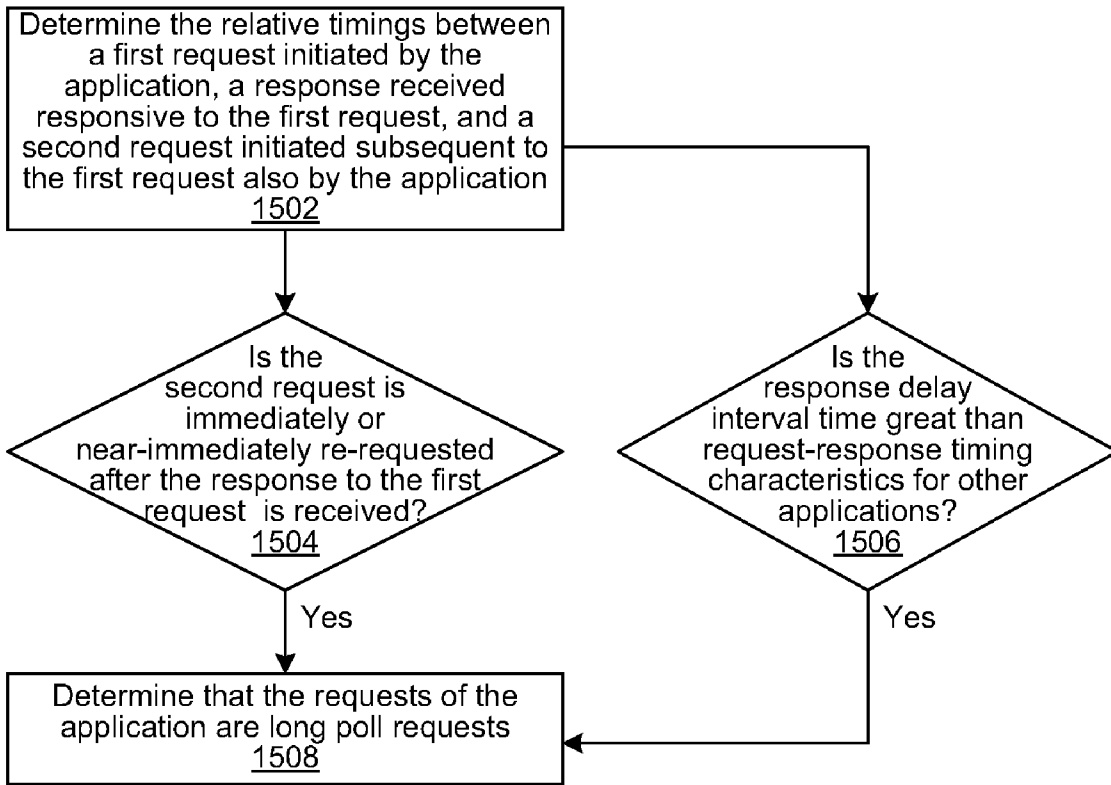 Determine the relative timings between
a first request initiated by the
application, a response received
responsive to the first request, and a
second request initiated subsequent to
the first request also by the application
1502
Is the
second request is
immediately or
near-immediately re-requested
after the response to the first
request is received?
1504
Is the
response delay
interval time great than
request-response timing
characteristics for other
applications?
1506
Yes
Yes
Determine that the requests of the
application are long poll requests
1508